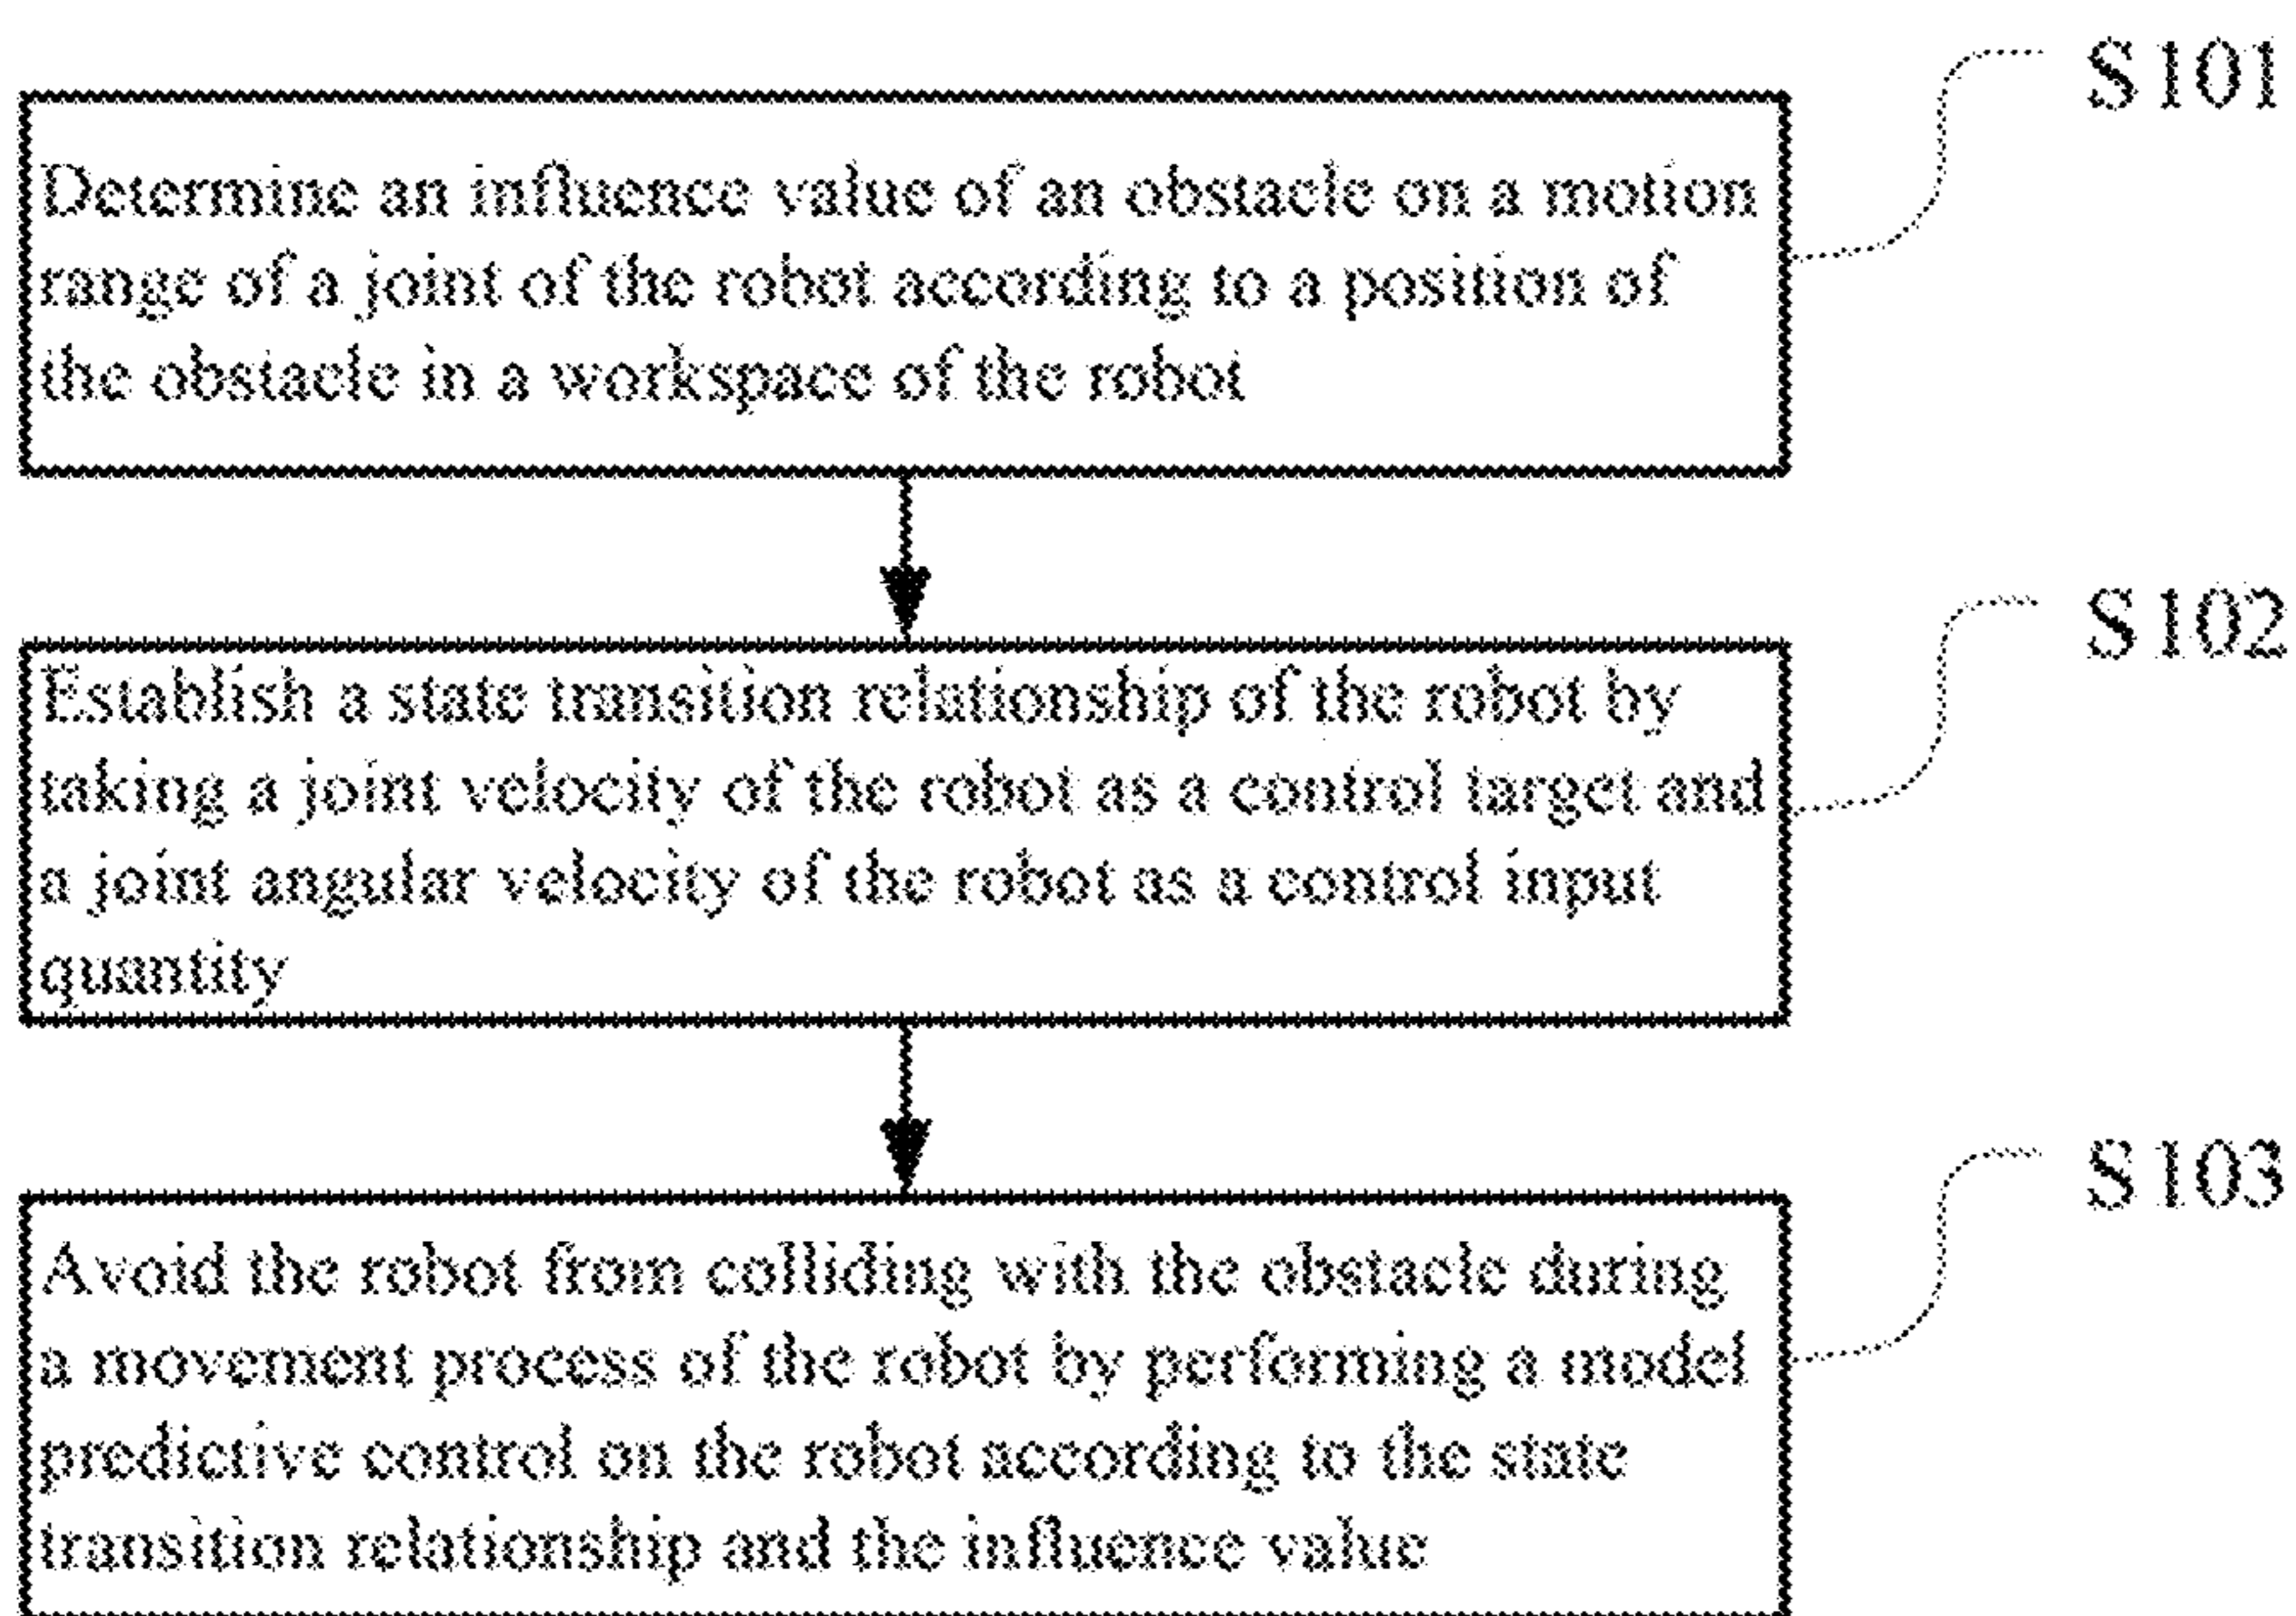 S101
Determine an influence value of an obstacle on a motion
range of a joint of the robot according to a position of
the obstacle in a workspace of the robot
S102
Establish a state transition relationship of the robot by
taking a joint velocity of the robot as a control target and
a joint angular velocity of the robot as a control input
quantity
S103
Avoid the robot from colliding with the obstacle during
a movement process of the robot by performing a model
predictive control on the robot according to the state
transition relationship and the influence value